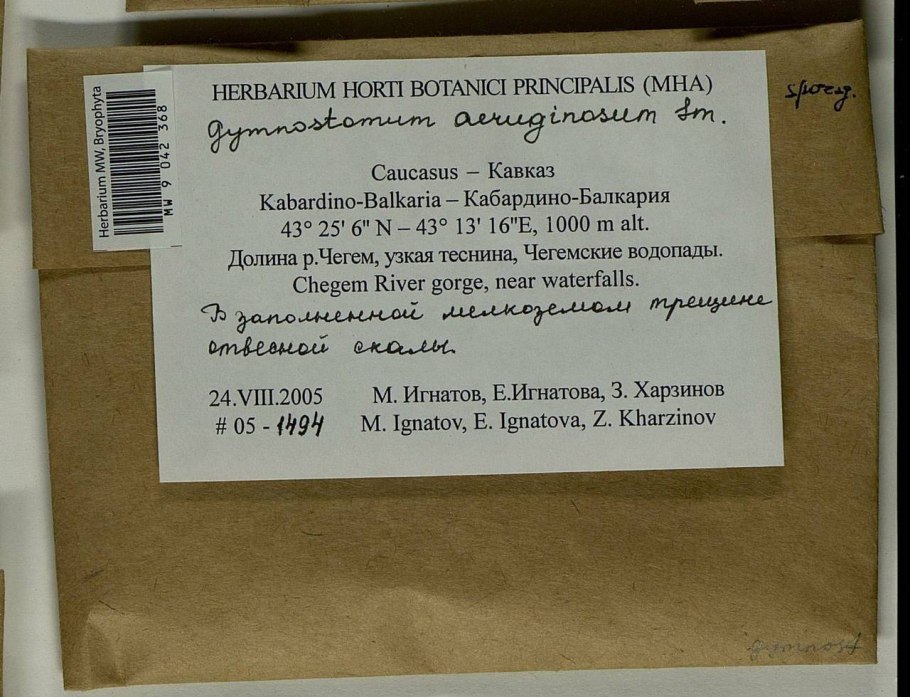 HERBARIUM HORTI BOTANICI PRINCIPALIS (MHA)
Gymnostomum aeruginosum Sm.
Caucasus – Кавказ
Kabardino-Balkaria – Кабардино-Балкария
43° 25' 6" N – 43° 13' 16"E, 1000 m alt.
Долина р.Чегем, узкая теснина, Чегемские водопады.
Chegem River gorge, near waterfalls.
В заполненной мелкоземом трещине
отвесной скалы.
24.VIII.2005 М. Игнатов, Е.Игнатова, З. Харзинов
# 05 - 1494 M. Ignatov, E. Ignatova, Z. Kharzinov
Herbarium MW, Bryophyta
MW 9 042 368
gymnost